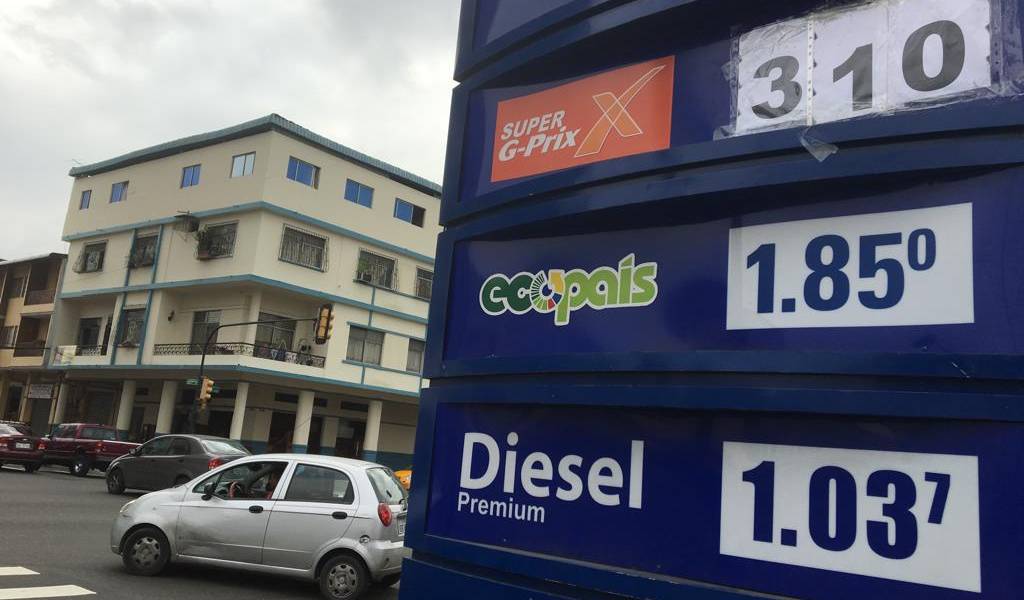 SUPER
G-Prix X
310
ecopais
1.85⁰
Diesel
Premium
1.03⁷